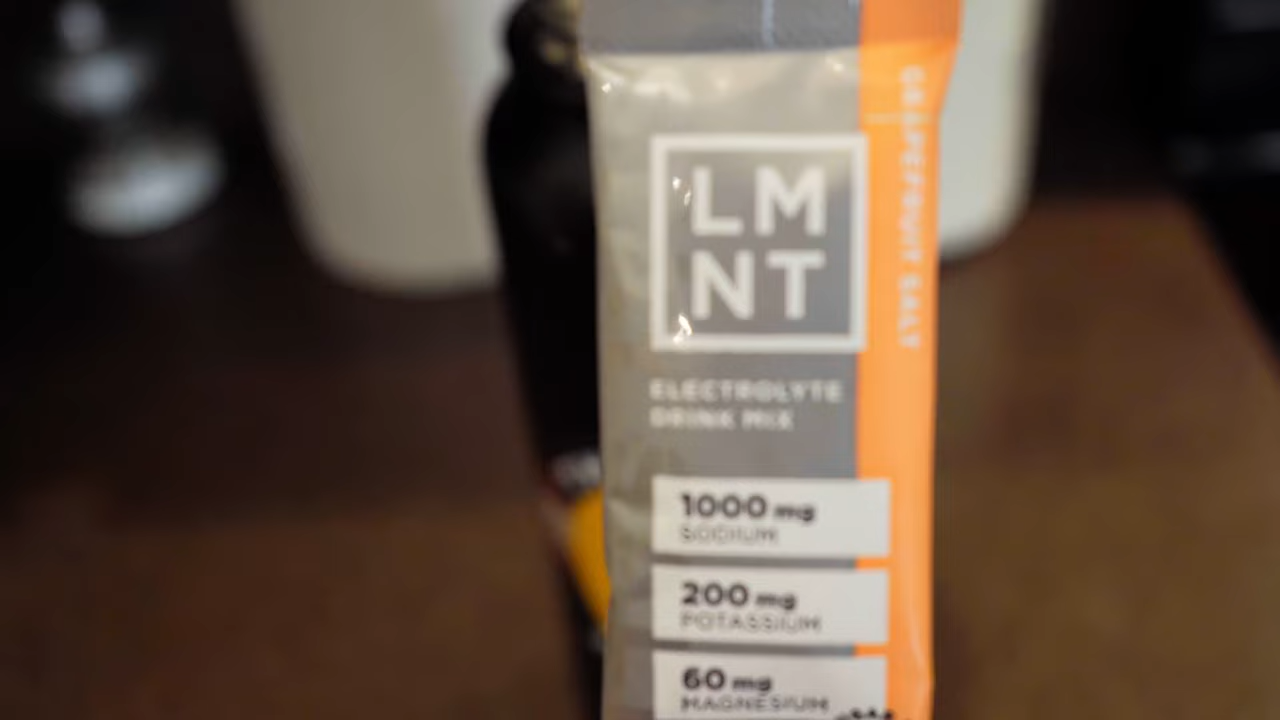 LM
NT
GRAPEFRUIT SALT
ELECTROLYTE
DRINK MIX
1000 mg
SODIUM
200 mg
POTASSIUM
60 mg
MAGNESIUM